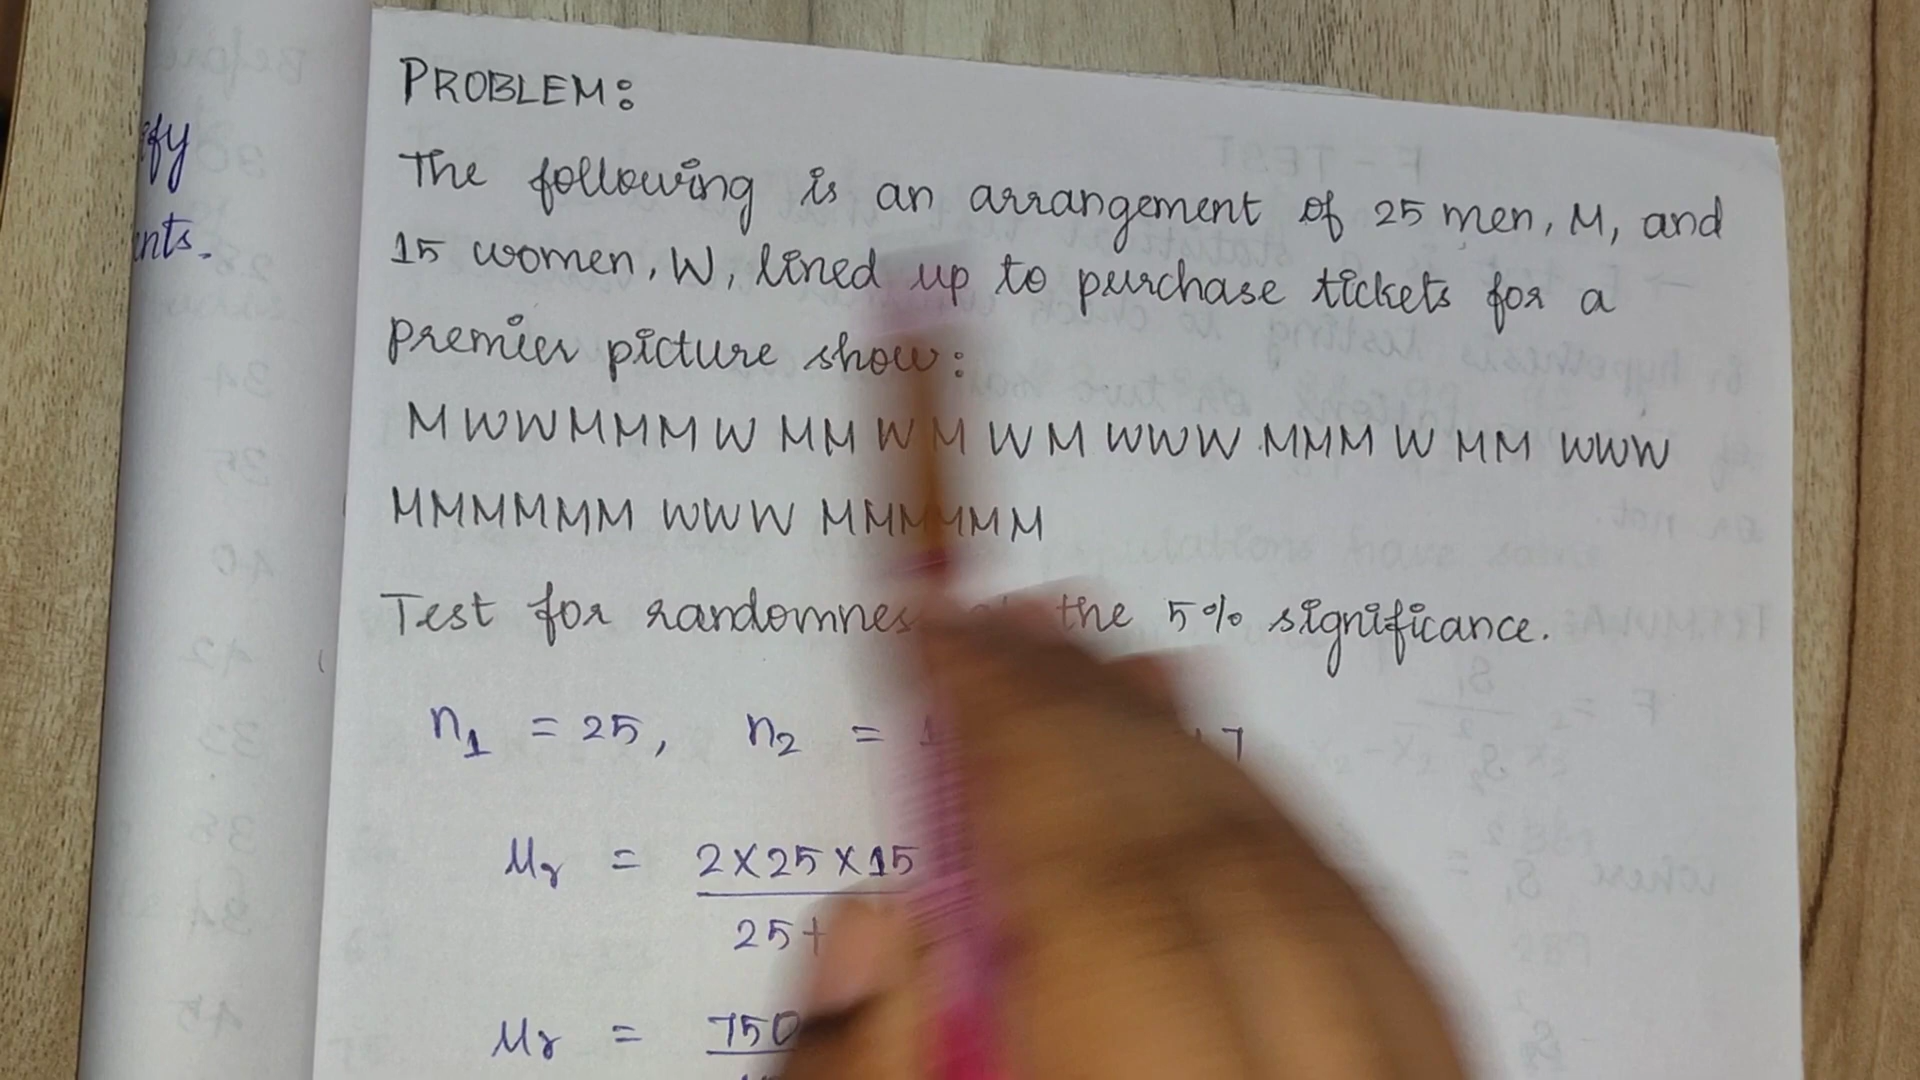 PROBLEM:
The following is an arrangement of 25 men, M, and
15 women, W, lined up to purchase tickets for a
premier picture show:
M WW MMM W MM W M W M WWW MMM W MM WWW
MMMMMM WWW MMMMMM
Test for the 5% significance.
n₁ = 25, n₂ =
μᵣ = 2 × 25 × 15
25+
μᵣ = 750